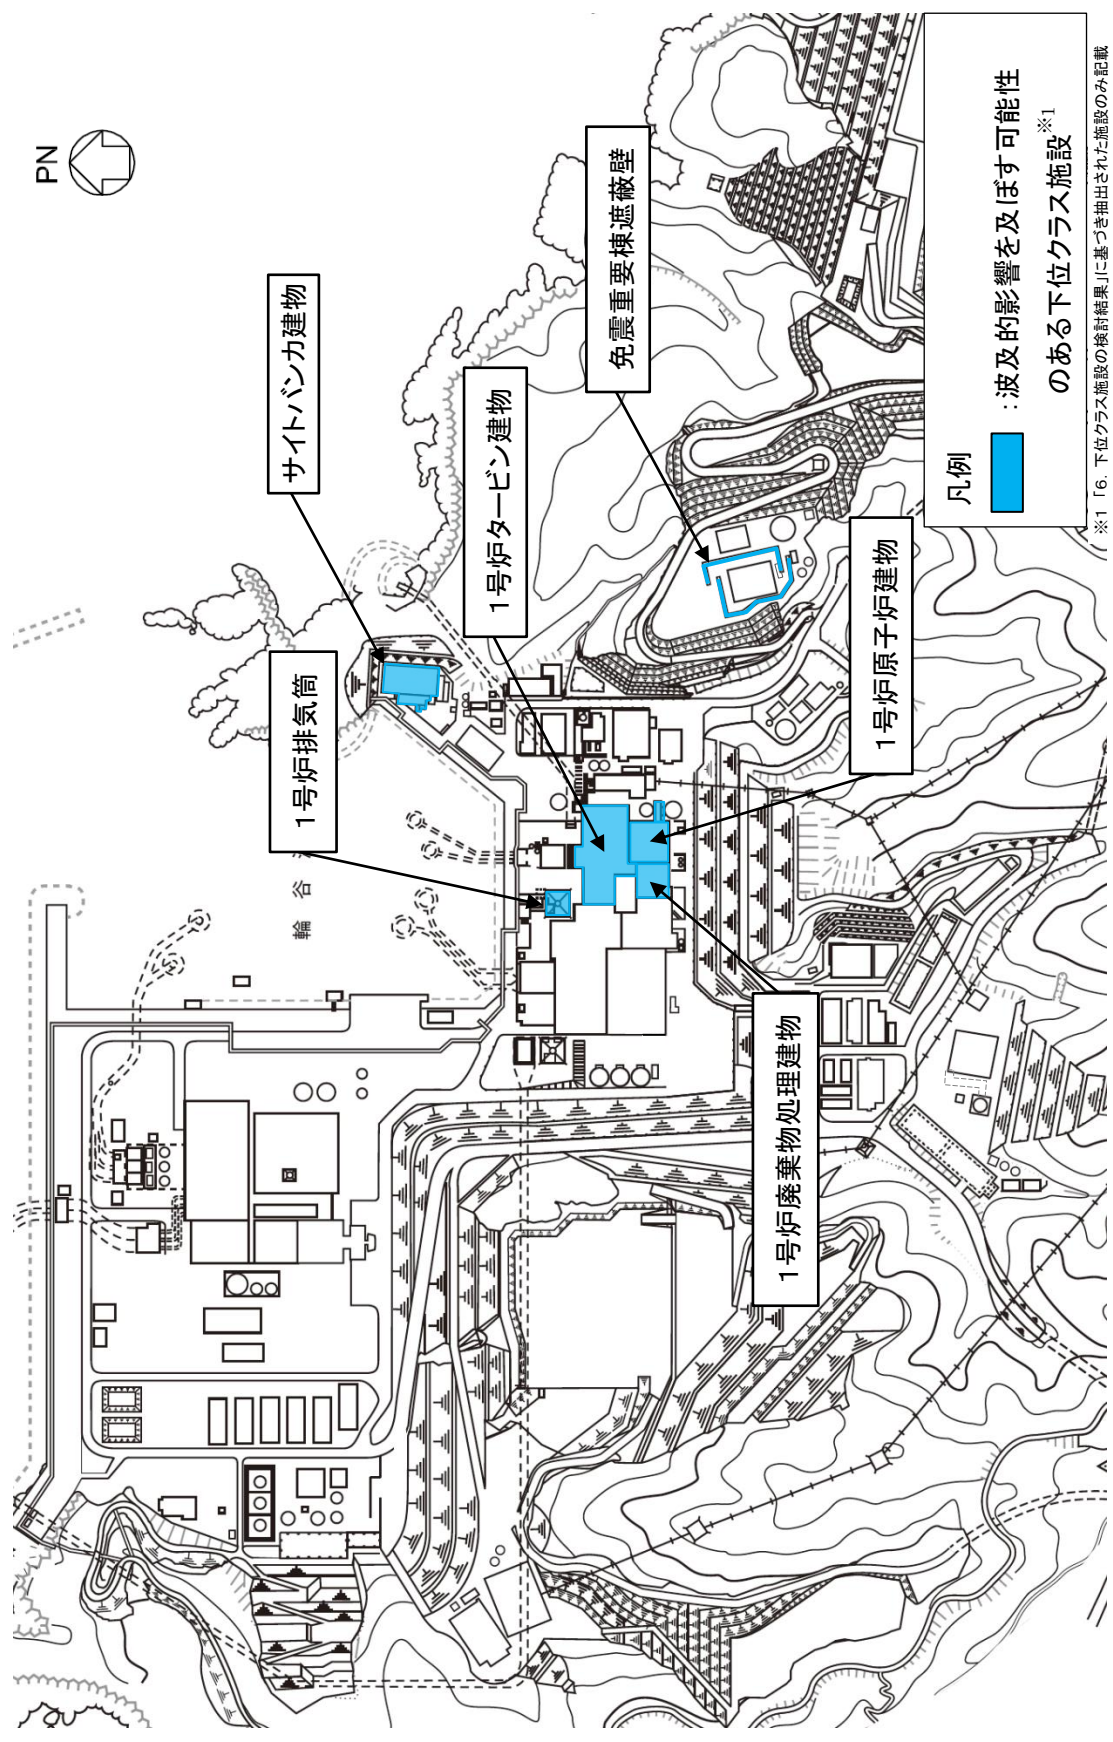 PN
サイトバンカ建物
免震重要棟遮蔽壁
1号炉タービン建物
1号炉排気筒
1号炉原子炉建物
1号炉廃棄物処理建物
輪谷
凡例
：波及的影響を及ぼす可能性
のある下位クラス施設※1
※1 「6. 下位クラス施設の検討結果」に基づき抽出された施設のみ記載